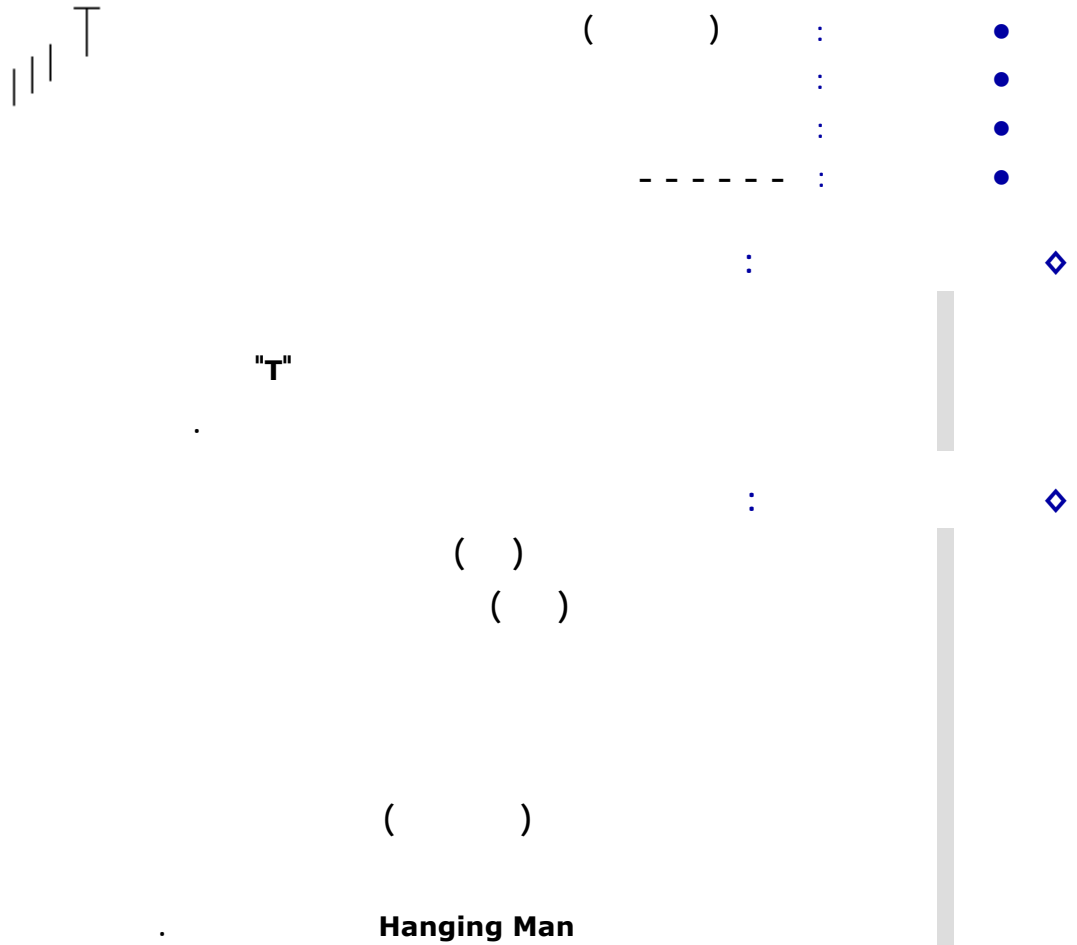 ● : ( )
● :
● :
● : - - - - - -
◇ :
"T"
.
◇ :
( )
( )
( )
Hanging Man .